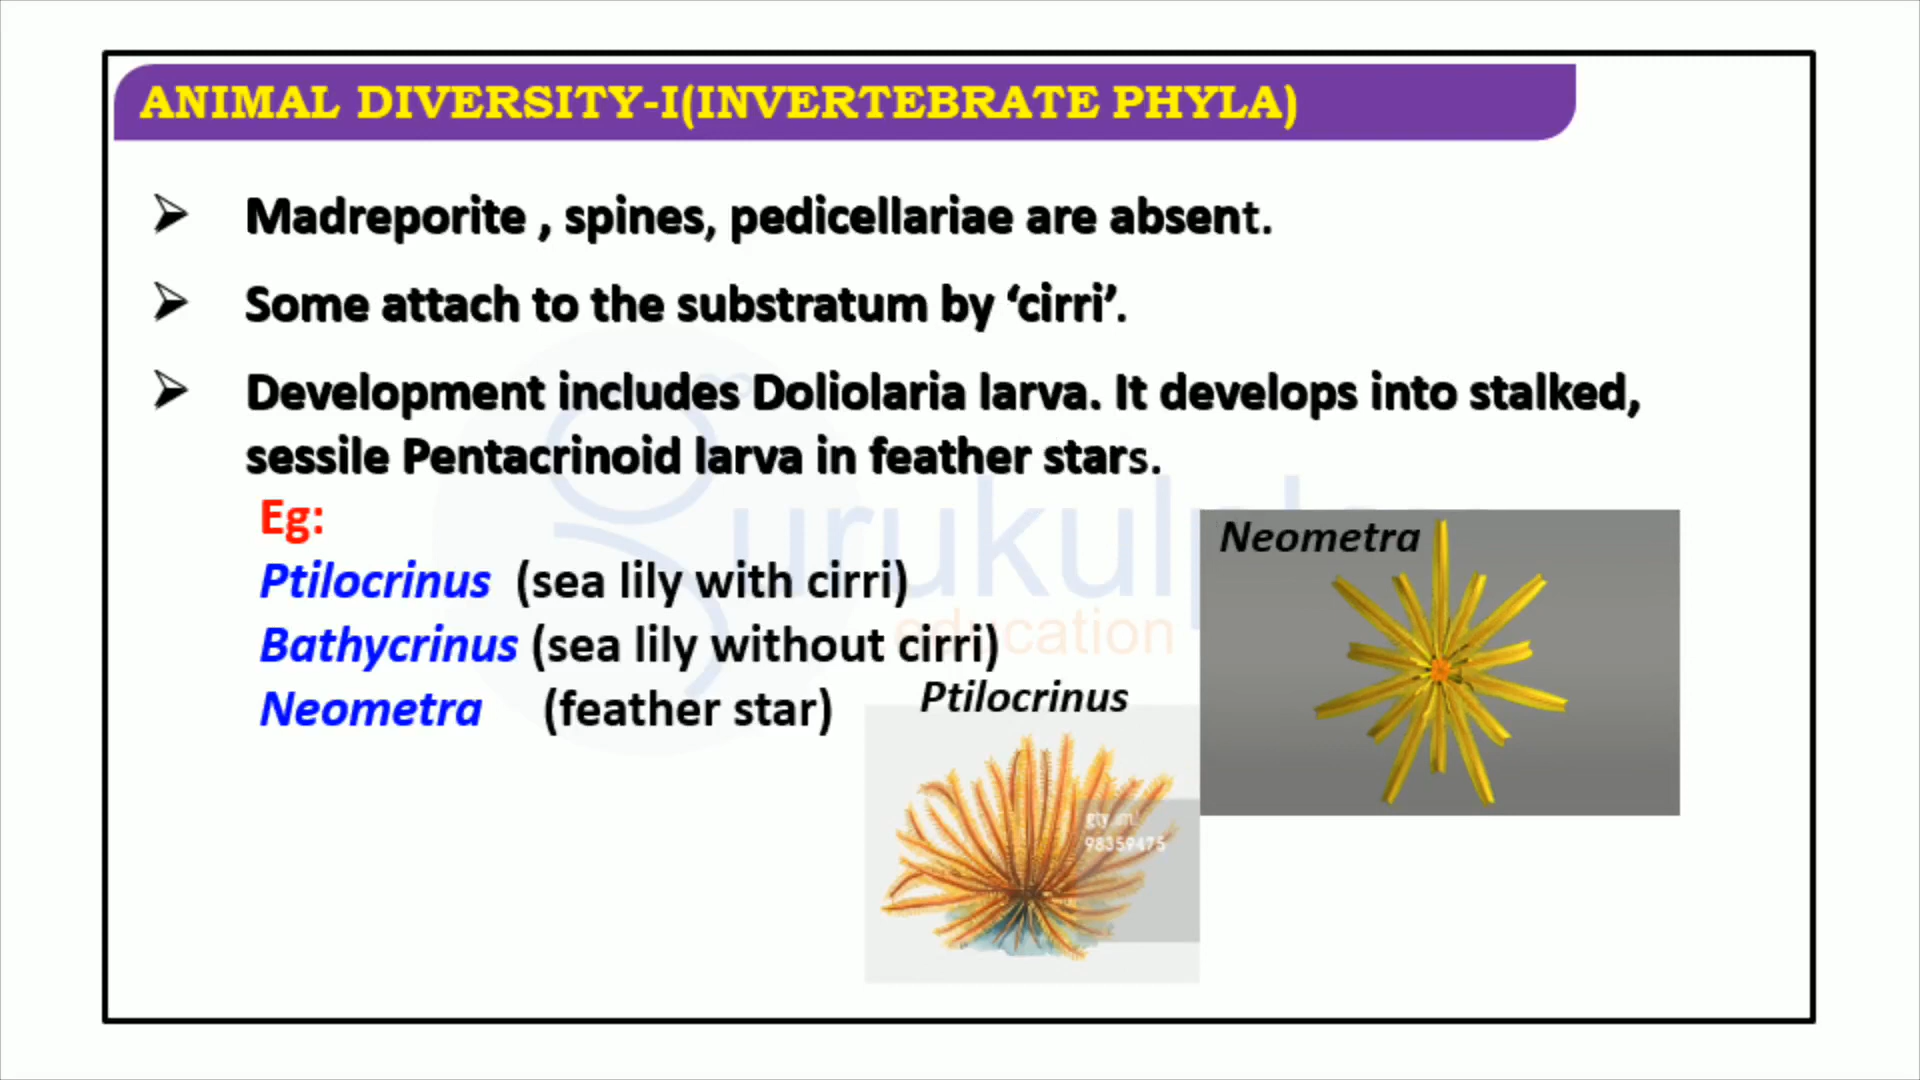 ANIMAL DIVERSITY-I(INVERTEBRATE PHYLA)
Madreporite , spines, pedicellariae are absent.
Some attach to the substratum by ‘cirri’.
Development includes Doliolaria larva. It develops into stalked,
sessile Pentacrinoid larva in feather stars.
Eg:
Ptilocrinus (sea lily with cirri)
Bathycrinus (sea lily without cirri)
Neometra (feather star)
Neometra
Ptilocrinus
education
98359475